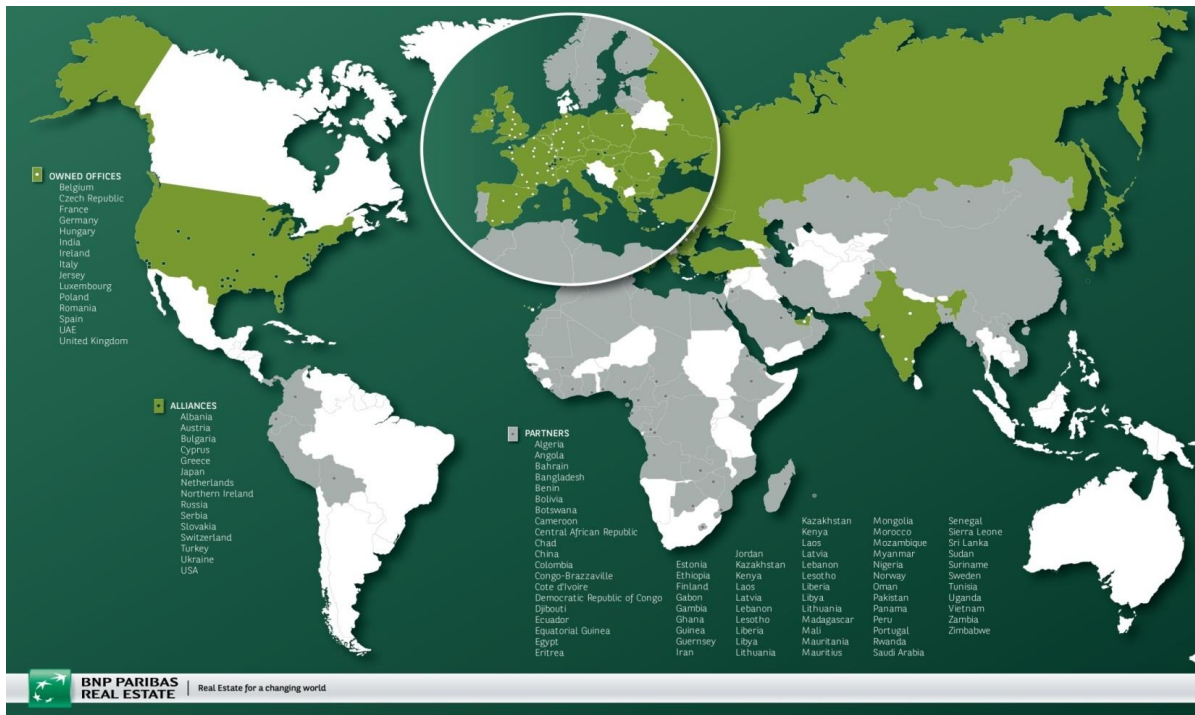 OWNED OFFICES
Belgium
Czech Republic
France
Germany
Hungary
India
Ireland
Italy
Jersey
Luxembourg
Poland
Romania
Spain
UAE
United Kingdom
ALLIANCES
Albania
Austria
Bulgaria
Cyprus
Greece
Japan
Netherlands
Northern Ireland
Russia
Serbia
Slovakia
Switzerland
Turkey
Ukraine
USA
PARTNERS
Algeria
Angola
Bahrain
Bangladesh
Benin
Bolivia
Botswana
Cameroon
Central African Republic
Chad
China
Colombia
Congo-Brazzaville
Cote d'Ivoire
Democratic Republic of Congo
Djibouti
Ecuador
Equatorial Guinea
Egypt
Eritrea
Estonia
Ethiopia
Finland
Gabon
Gambia
Ghana
Guinea
Guernsey
Iran
Jordan
Kazakhstan
Kenya
Laos
Latvia
Lebanon
Lesotho
Liberia
Libya
Lithuania
Kazakhstan
Kenya
Laos
Latvia
Lebanon
Lesotho
Liberia
Libya
Lithuania
Madagascar
Mali
Mauritania
Mauritius
Mongolia
Morocco
Mozambique
Myanmar
Nigeria
Norway
Oman
Pakistan
Panama
Peru
Portugal
Rwanda
Saudi Arabia
Senegal
Sierra Leone
Sri Lanka
Sudan
Suriname
Sweden
Tunisia
Uganda
Vietnam
Zambia
Zimbabwe
BNP PARIBAS
REAL ESTATE
Real Estate for a changing world